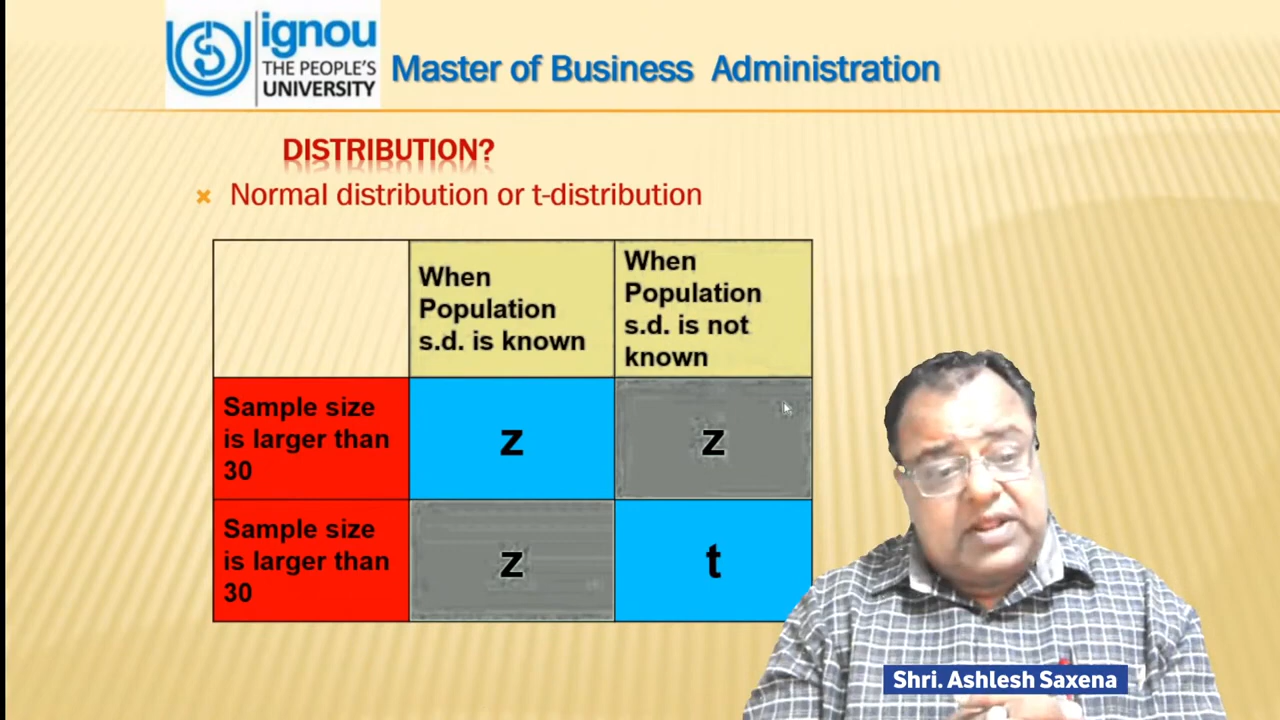 ignou
THE PEOPLE'S
UNIVERSITY
Master of Business Administration
DISTRIBUTION?
Normal distribution or t-distribution
When
Population
s.d. is known
When
Population
s.d. is not
known
Sample size
is larger than
30
z
z
Sample size
is larger than
30
z
t
Shri. Ashlesh Saxena